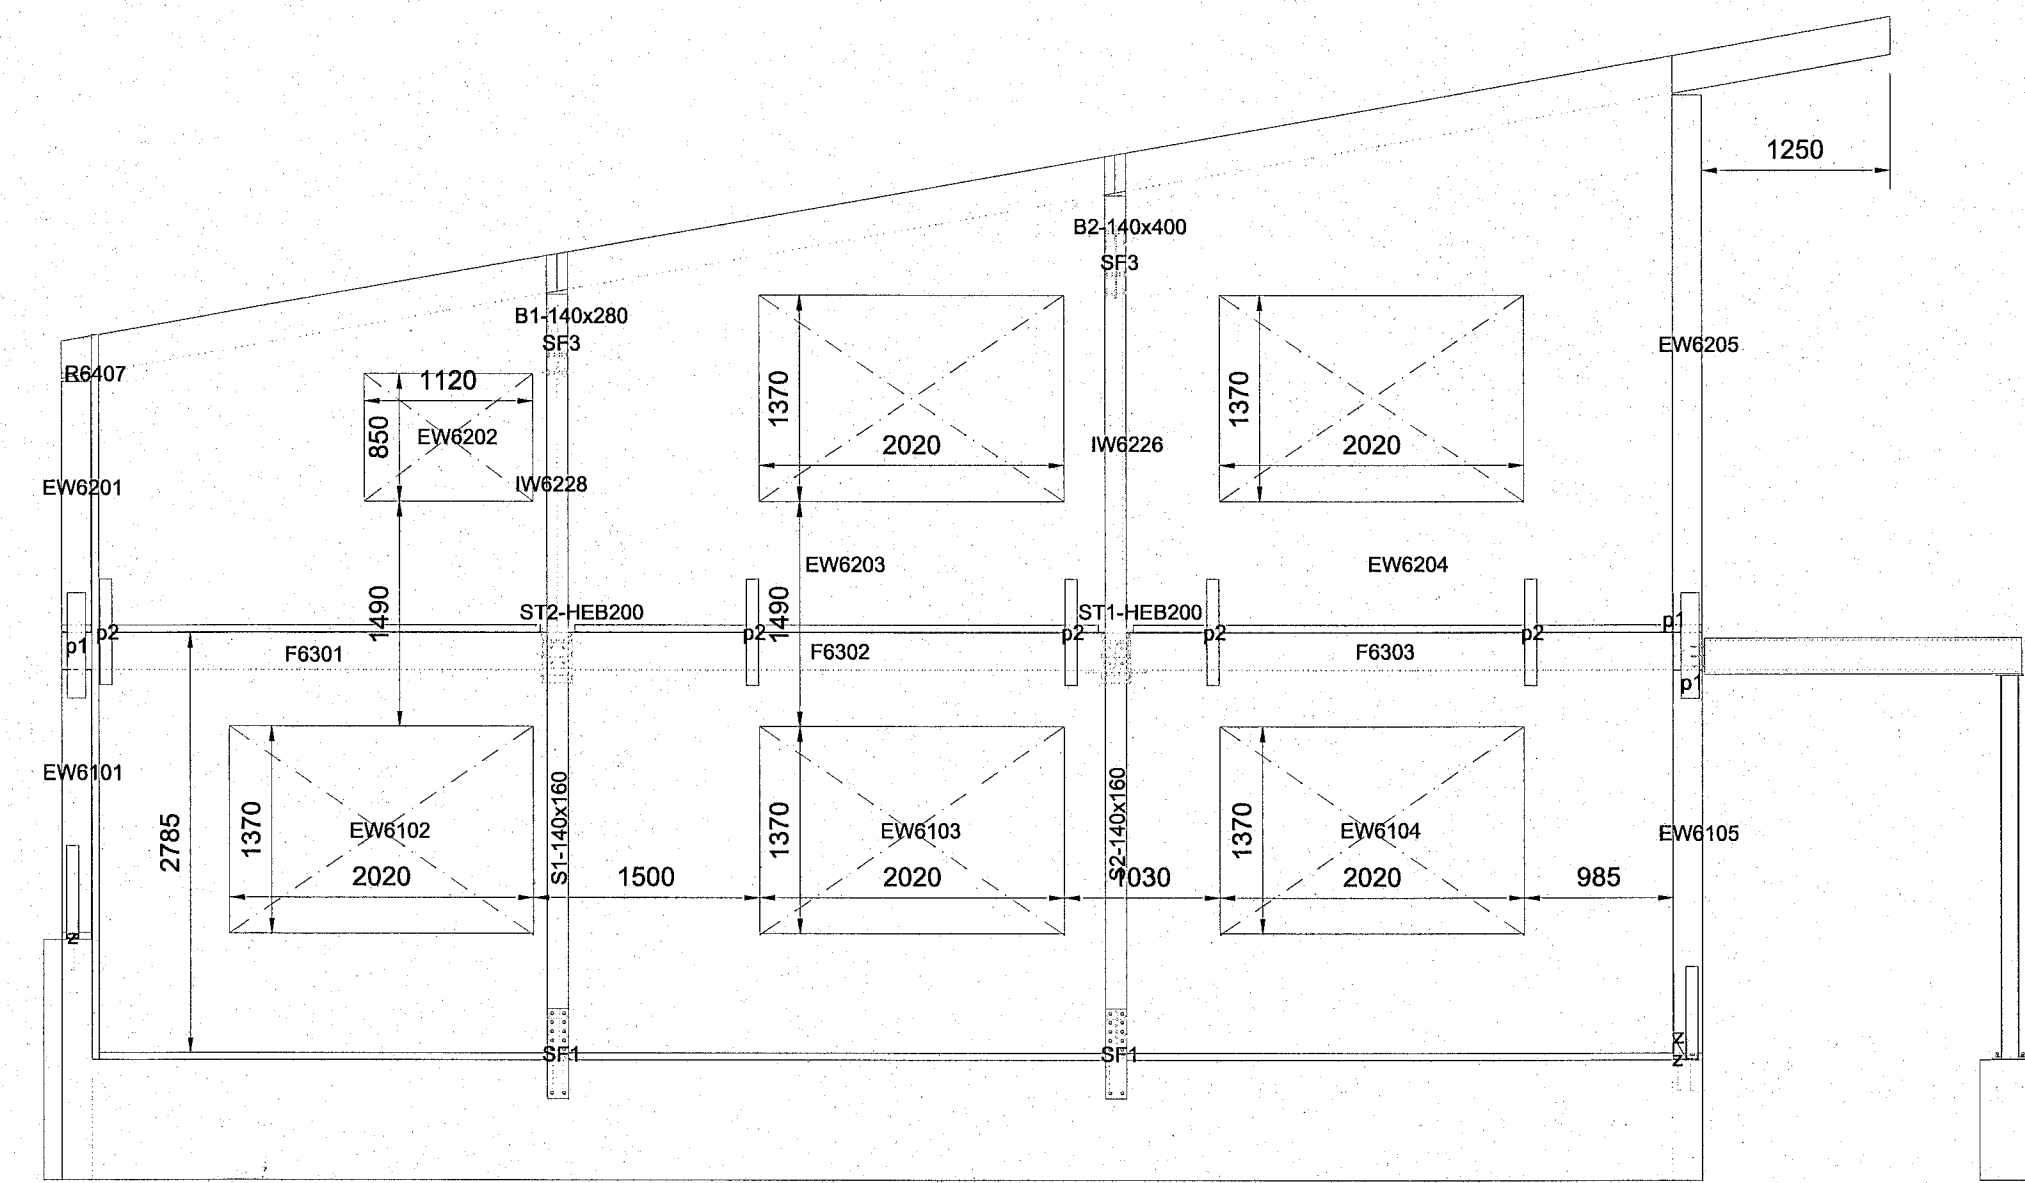 1250
B2-140x400
SF3
B1-140x280
SF3
EW6205
R6407
1120
850
EW6202
1370
2020
1370
2020
IW6226
EW6201
IW6228
EW6203
EW6204
1490
1490
ST2-HEB200
ST1-HEB200
p1
p2
p2
p2
p2
p2
p1
F6301
F6302
F6303
p1
EW6101
2785
1370
EW6102
2020
S1-140x160
1500
1370
EW6103
2020
S2-140x160
1030
1370
EW6104
2020
985
EW6105
z
SF1
SF1
z
z